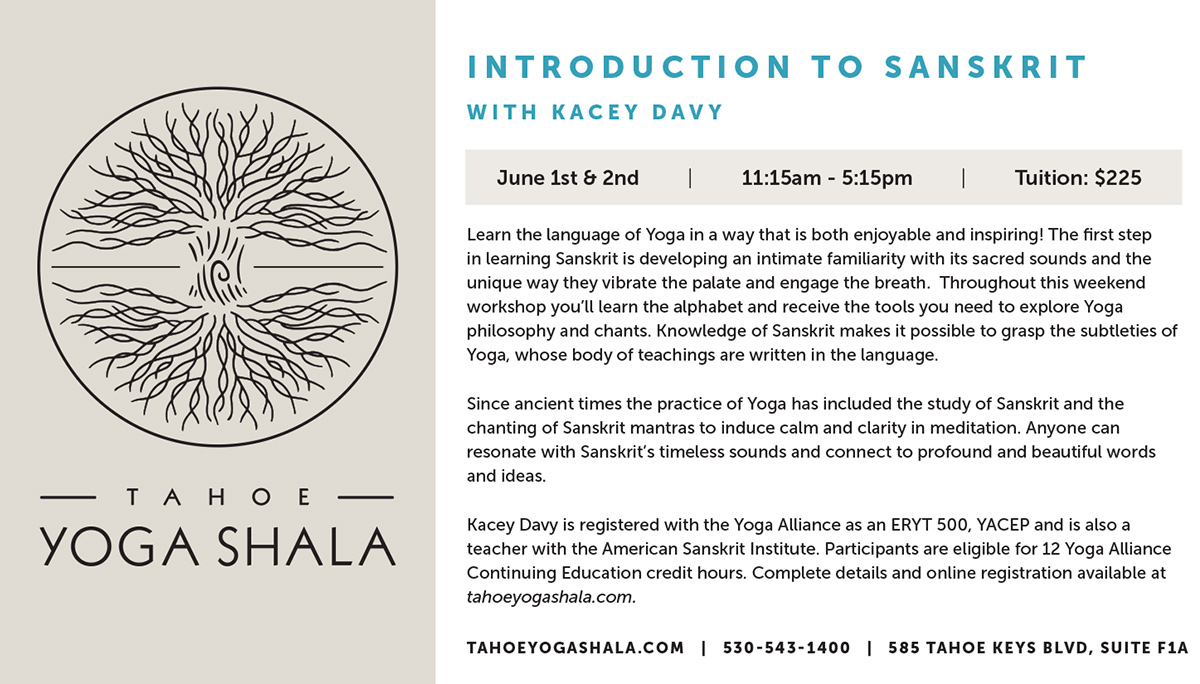 TAHOE
YOGA SHALA
INTRODUCTION TO SANSKRIT
WITH KACEY DAVY
June 1st & 2nd | 11:15am - 5:15pm | Tuition: $225
Learn the language of Yoga in a way that is both enjoyable and inspiring! The first step
in learning Sanskrit is developing an intimate familiarity with its sacred sounds and the
unique way they vibrate the palate and engage the breath.  Throughout this weekend
workshop you’ll learn the alphabet and receive the tools you need to explore Yoga
philosophy and chants. Knowledge of Sanskrit makes it possible to grasp the subtleties of
Yoga, whose body of teachings are written in the language.
Since ancient times the practice of Yoga has included the study of Sanskrit and the
chanting of Sanskrit mantras to induce calm and clarity in meditation. Anyone can
resonate with Sanskrit’s timeless sounds and connect to profound and beautiful words
and ideas.
Kacey Davy is registered with the Yoga Alliance as an ERYT 500, YACEP and is also a
teacher with the American Sanskrit Institute. Participants are eligible for 12 Yoga Alliance
Continuing Education credit hours. Complete details and online registration available at
tahoeyogashala.com.
TAHOEYOGASHALA.COM | 530-543-1400 | 585 TAHOE KEYS BLVD, SUITE F1A